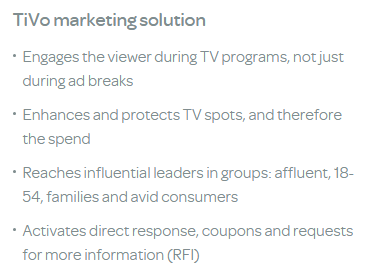 TiVo marketing solution
• Engages the viewer during TV programs, not just
during ad breaks
• Enhances and protects TV spots, and therefore
the spend
• Reaches influential leaders in groups: affluent, 18-
54, families and avid consumers
• Activates direct response, coupons and requests
for more information (RFI)